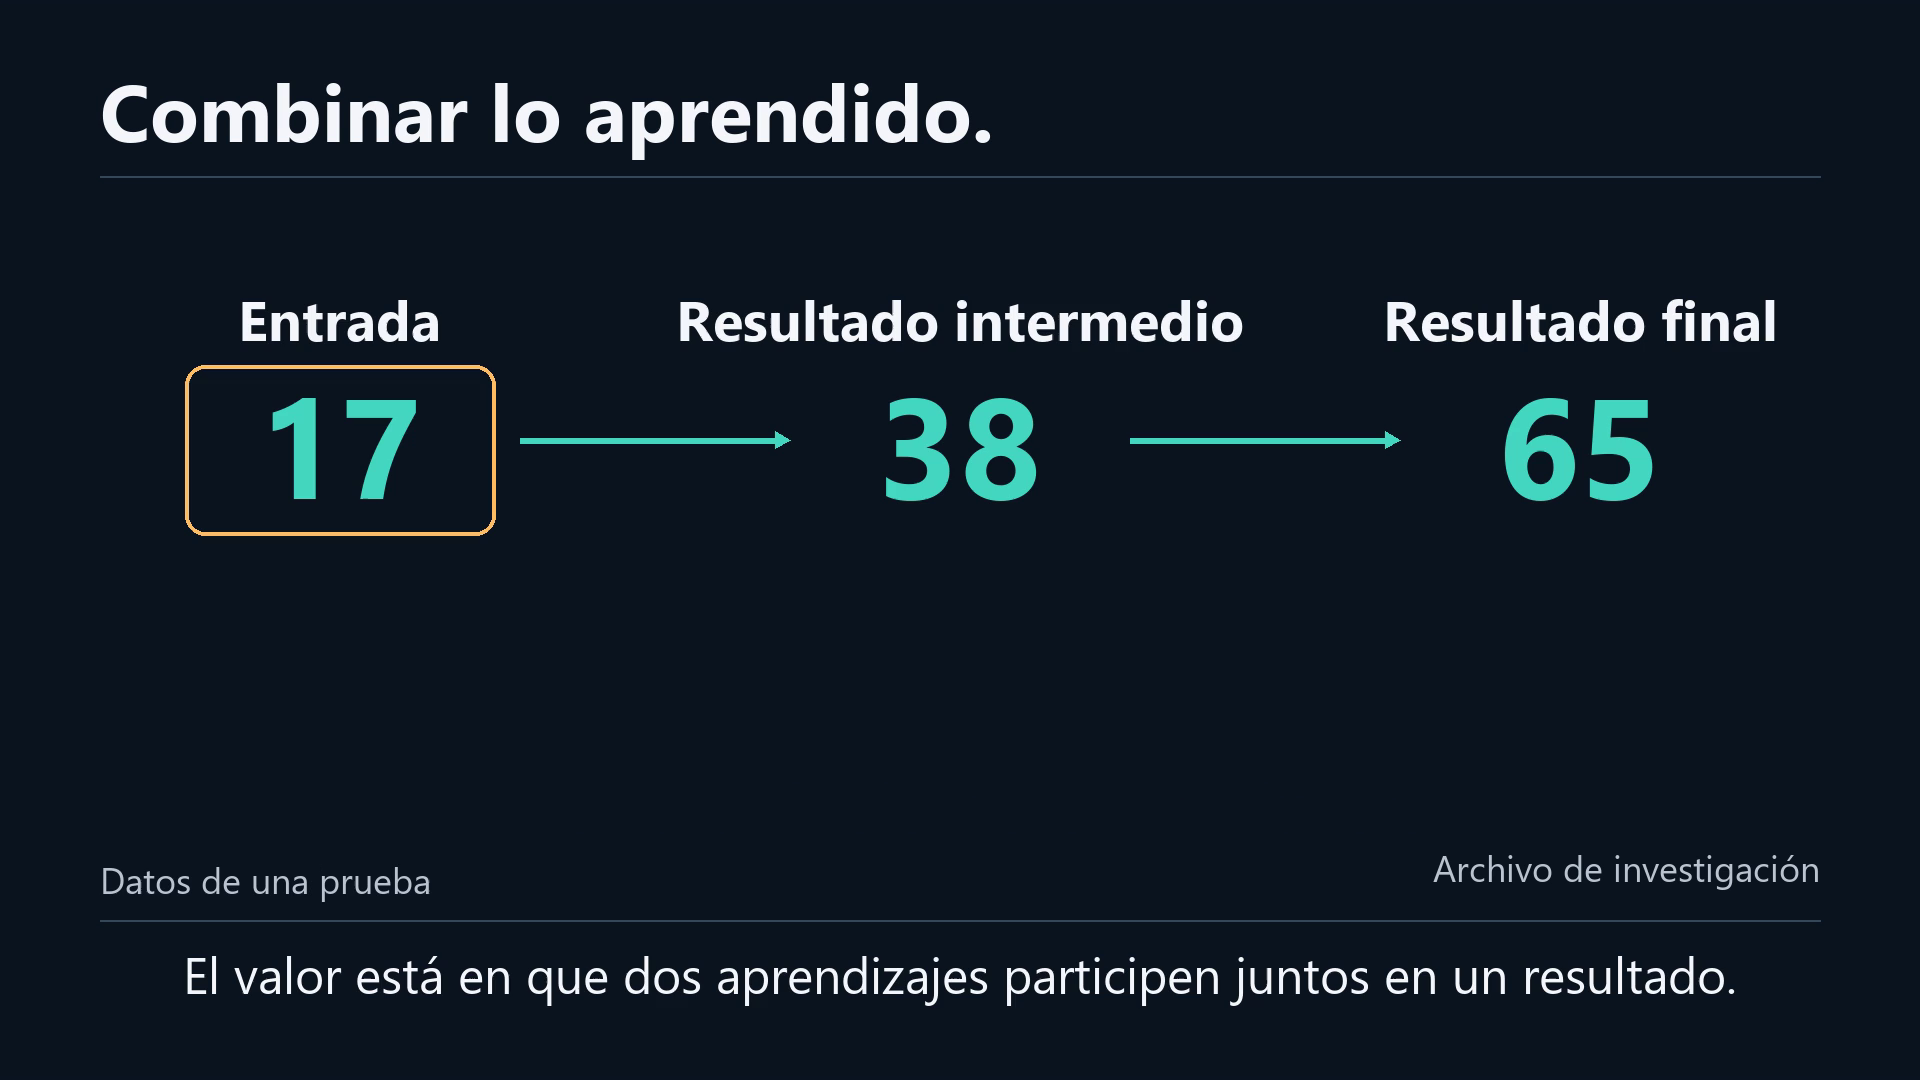 Combinar lo aprendido.
Entrada
Resultado intermedio
Resultado final
17
38
65
Datos de una prueba
Archivo de investigación
El valor está en que dos aprendizajes participen juntos en un resultado.